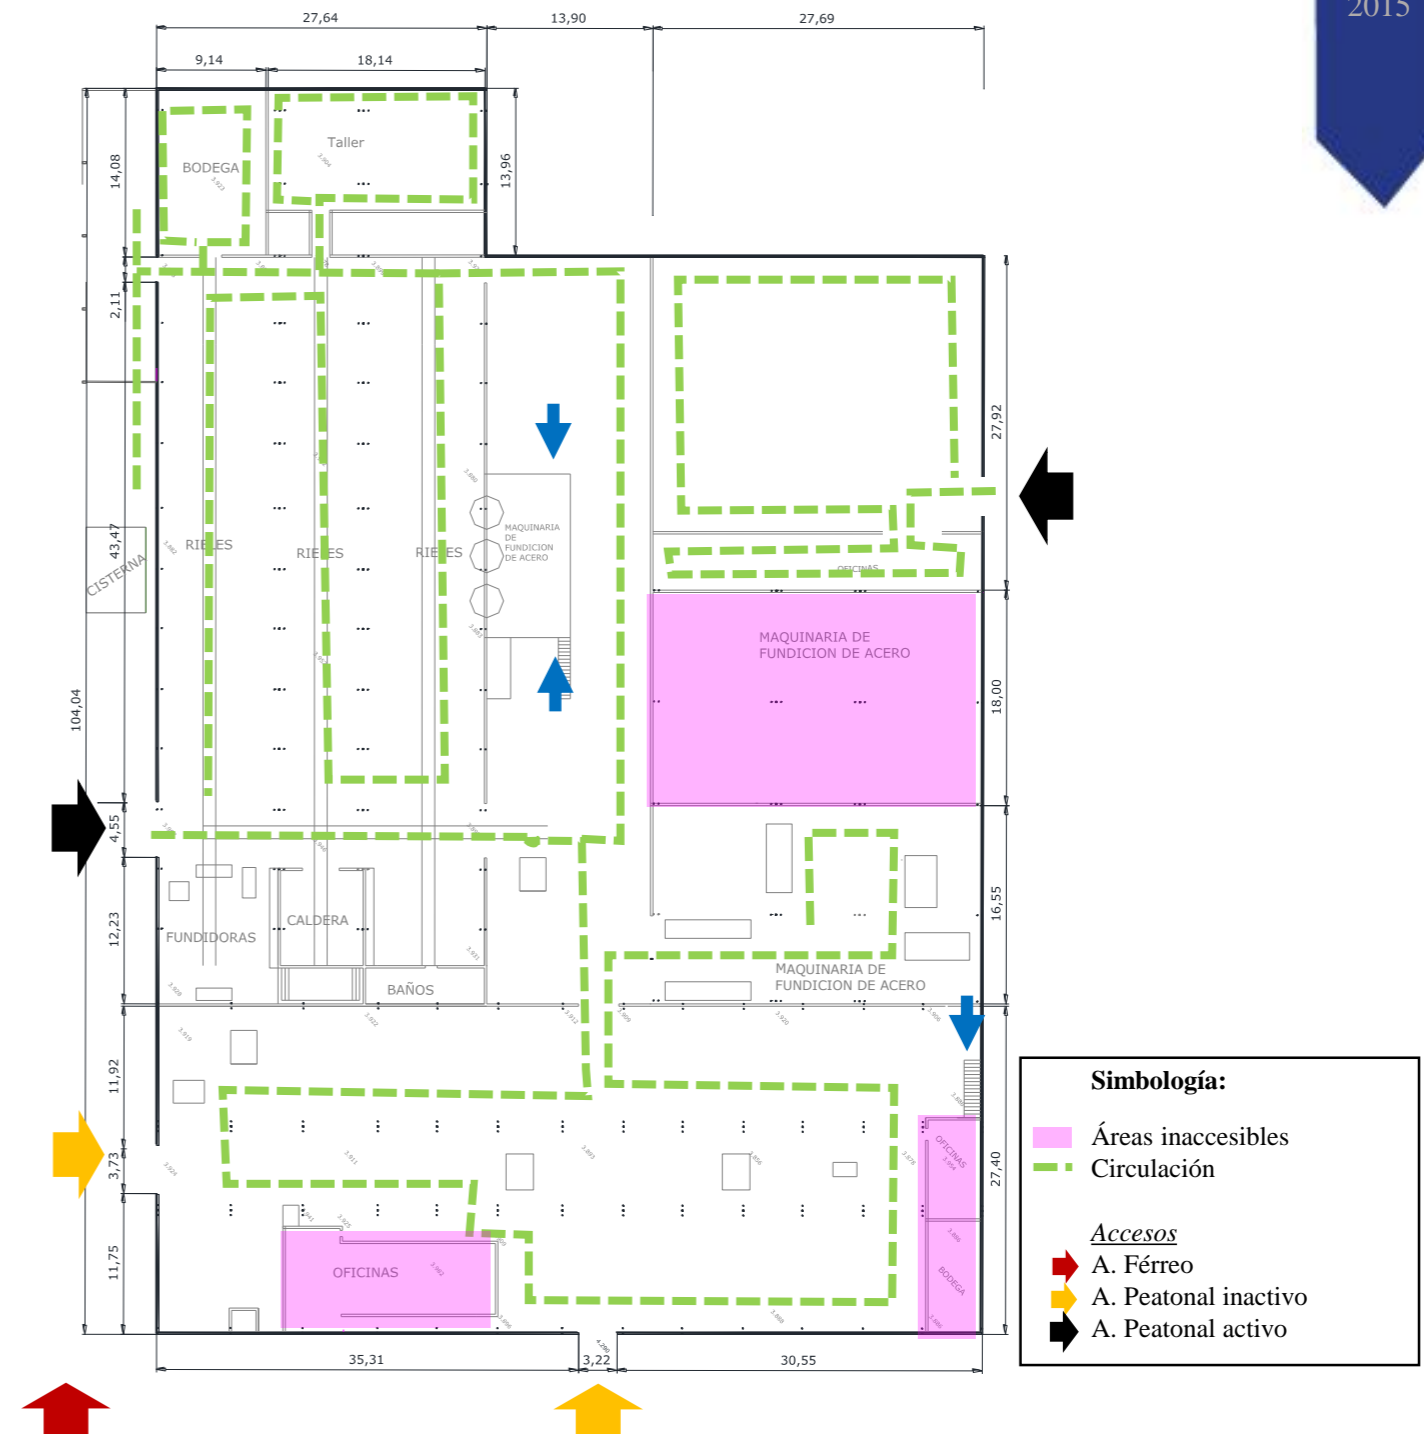 2015
27,64
13,90
27,69
9,14
18,14
14,08
13,96
Taller
BODEGA
2,11
27,92
43,47
CISTERNA
RIELES
RIELES
RIELES
MAQUINARIA
DE
FUNDICION
DE ACERO
OFICINAS
MAQUINARIA DE
FUNDICION DE ACERO
18,00
104,04
4,55
16,55
12,23
CALDERA
FUNDIDORAS
BAÑOS
MAQUINARIA DE
FUNDICION DE ACERO
11,92
3,73
11,75
27,40
OFICINAS
BODEGA
OFICINAS
35,31
3,22
30,55
Simbología:
Áreas inaccesibles
Circulación
Accesos
A. Férreo
A. Peatonal inactivo
A. Peatonal activo